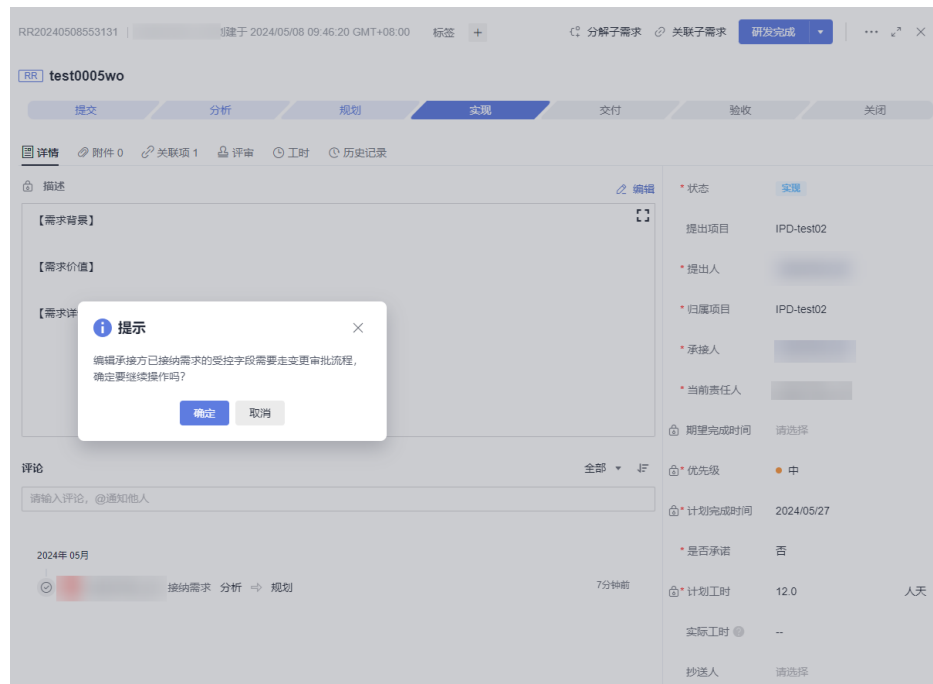 RR20240508553131 | 创建于 2024/05/08 09:46:20 GMT+08:00 标签 + 分解子需求 关联子需求 研发完成
RR test0005wo
提交 分析 规划 实现 交付 验收 关闭
详情 附件 0 关联项 1 评审 工时 历史记录
描述 编辑
【需求背景】
【需求价值】
【需求详
提示
编辑承接方已接纳需求的受控字段需要走变更审批流程，
确定要继续操作吗？
确定 取消
评论 全部
请输入评论，@通知他人
2024年 05月
接纳需求 分析 规划 7分钟前
* 状态 实现
提出项目 IPD-test02
* 提出人
* 归属项目 IPD-test02
* 承接人
* 当前责任人
期望完成时间 请选择
* 优先级 中
* 计划完成时间 2024/05/27
* 是否承诺 否
* 计划工时 12.0 人天
实际工时 --
抄送人 请选择